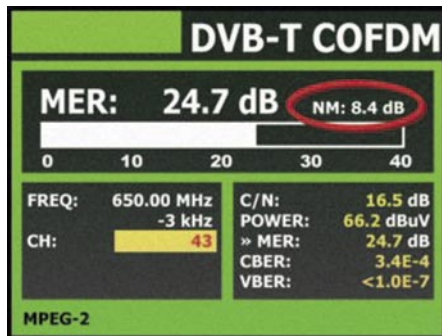 DVB-T COFDM
MER: 24.7 dB NM: 8.4 dB
0 10 20 30 40
FREQ: 650.00 MHz
-3 kHz
CH: 43
C/N: 16.5 dB
POWER: 66.2 dBuV
» MER: 24.7 dB
CBER: 3.4E-4
VBER: <1.0E-7
MPEG-2